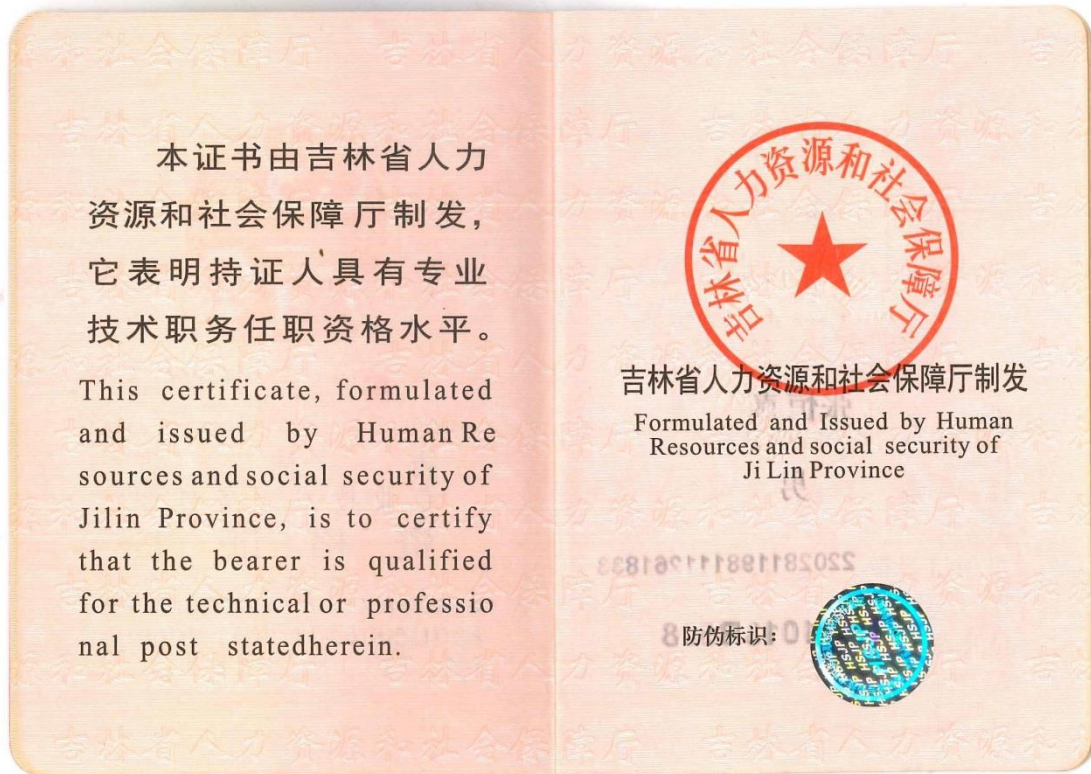 本证书由吉林省人力
资源和社会保障厅制发，
它表明持证人具有专业
技术职务任职资格水平。
This certificate, formulated
and issued by Human Re
sources and social security of
Jilin Province, is to certify
that the bearer is qualified
for the technical or professio
nal post statedherein.
吉林省人力资源和社会保障厅
吉林省人力资源和社会保障厅制发
Formulated and Issued by Human
Resources and social security of
Ji Lin Province
防伪标识：
HSJP